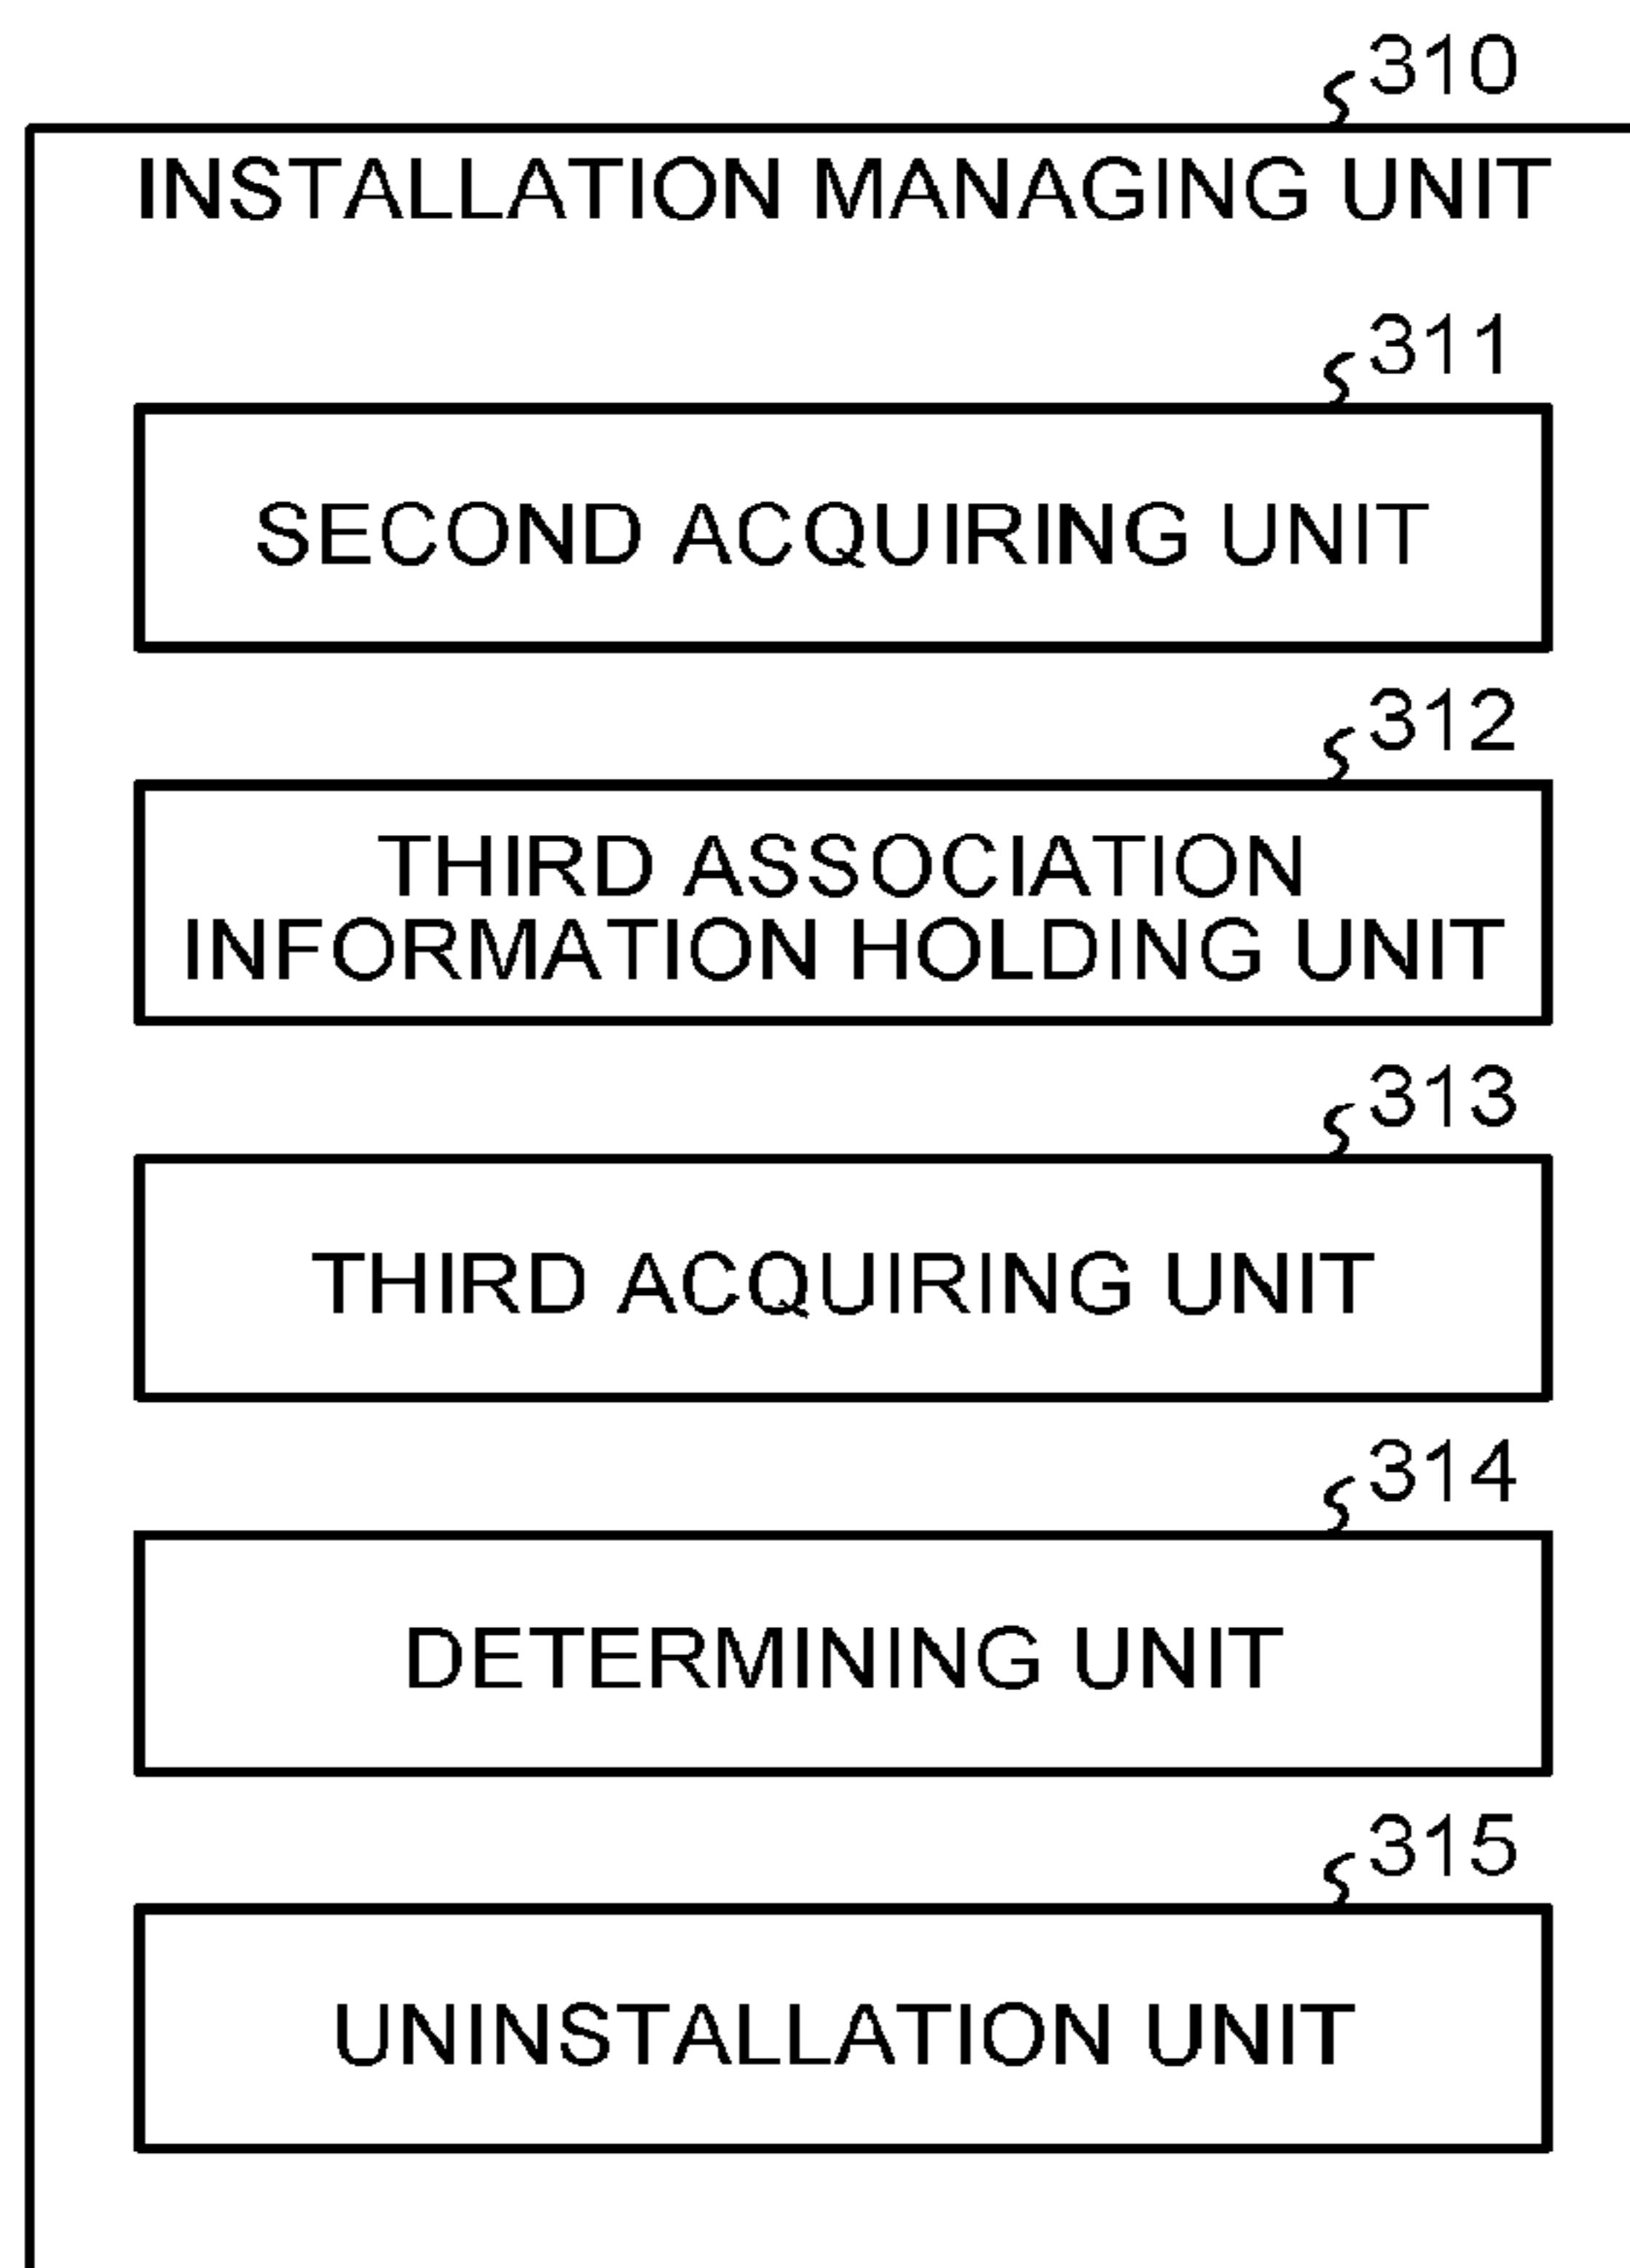 310
INSTALLATION MANAGING UNIT
311
SECOND ACQUIRING UNIT
312
THIRD ASSOCIATION
INFORMATION HOLDING UNIT
313
THIRD ACQUIRING UNIT
314
DETERMINING UNIT
315
UNINSTALLATION UNIT